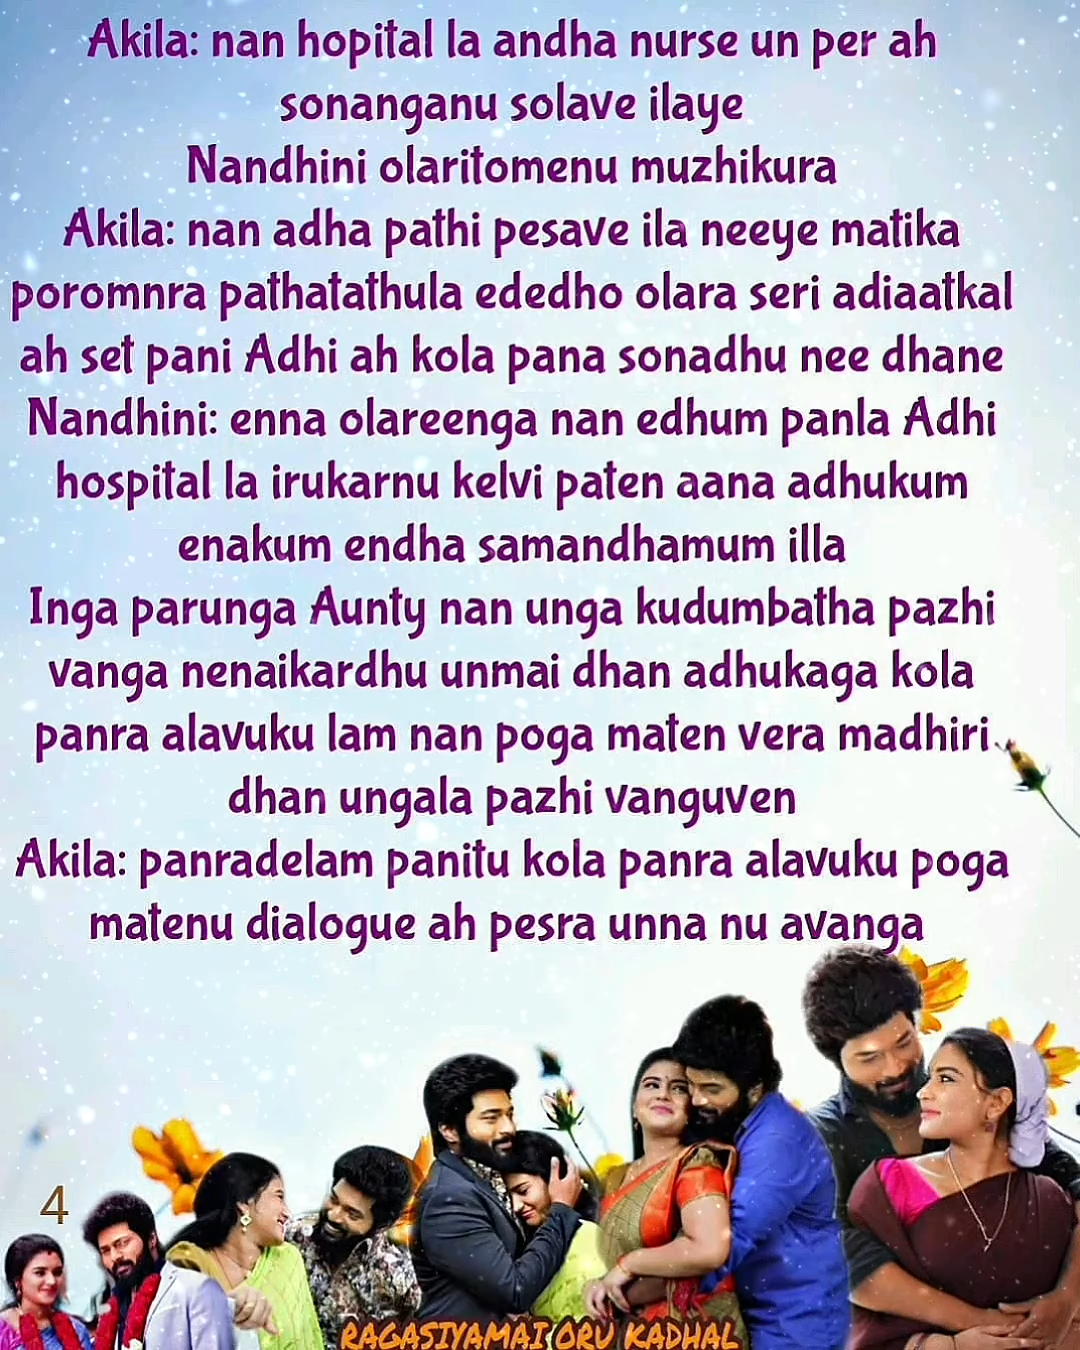 Akila: nan hopital la andha nurse un per ah
sonanganu solave ilaye
Nandhini olaritomenu muzhikura
Akila: nan adha pathi pesave ila neeye matika
poromnra pathatathula ededho olara seri adiaatkal
ah set pani Adhi ah kola pana sonadhu nee dhane
Nandhini: enna olareenga nan edhum panla Adhi
hospital la irukarnu kelvi paten aana adhukum
enakum endha samandhamum illa
Inga parunga Aunty nan unga kudumbatha pazhi
vanga nenaikardhu unmai dhan adhukaga kola
panra alavuku lam nan poga maten vera madhiri
dhan ungala pazhi vanguven
Akila: panradelam panitu kola panra alavuku poga
matenu dialogue ah pesra unna nu avanga
4
RAGASIYAMAI ORU KADHAL